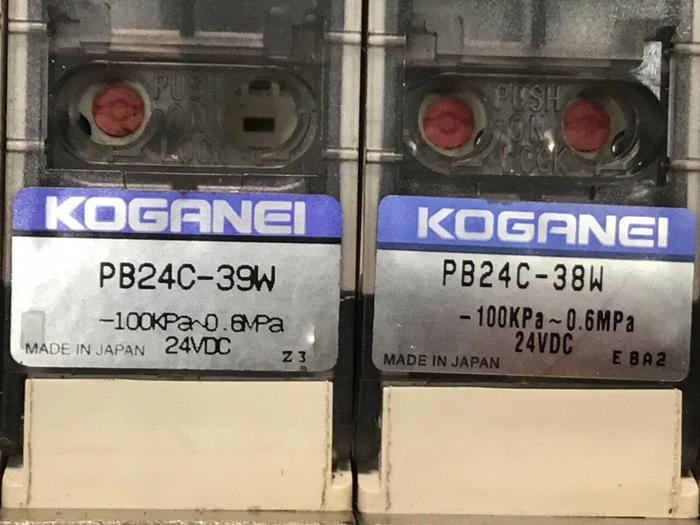 PUSH
ON
LOCK
KOGANEI
PB24C-39W
-100KPa~0.6MPa
24VDC
MADE IN JAPAN
Z3
PUSH
ON
LOCK
KOGANEI
PB24C-38W
-100KPa~0.6MPa
24VDC
MADE IN JAPAN
E8A2